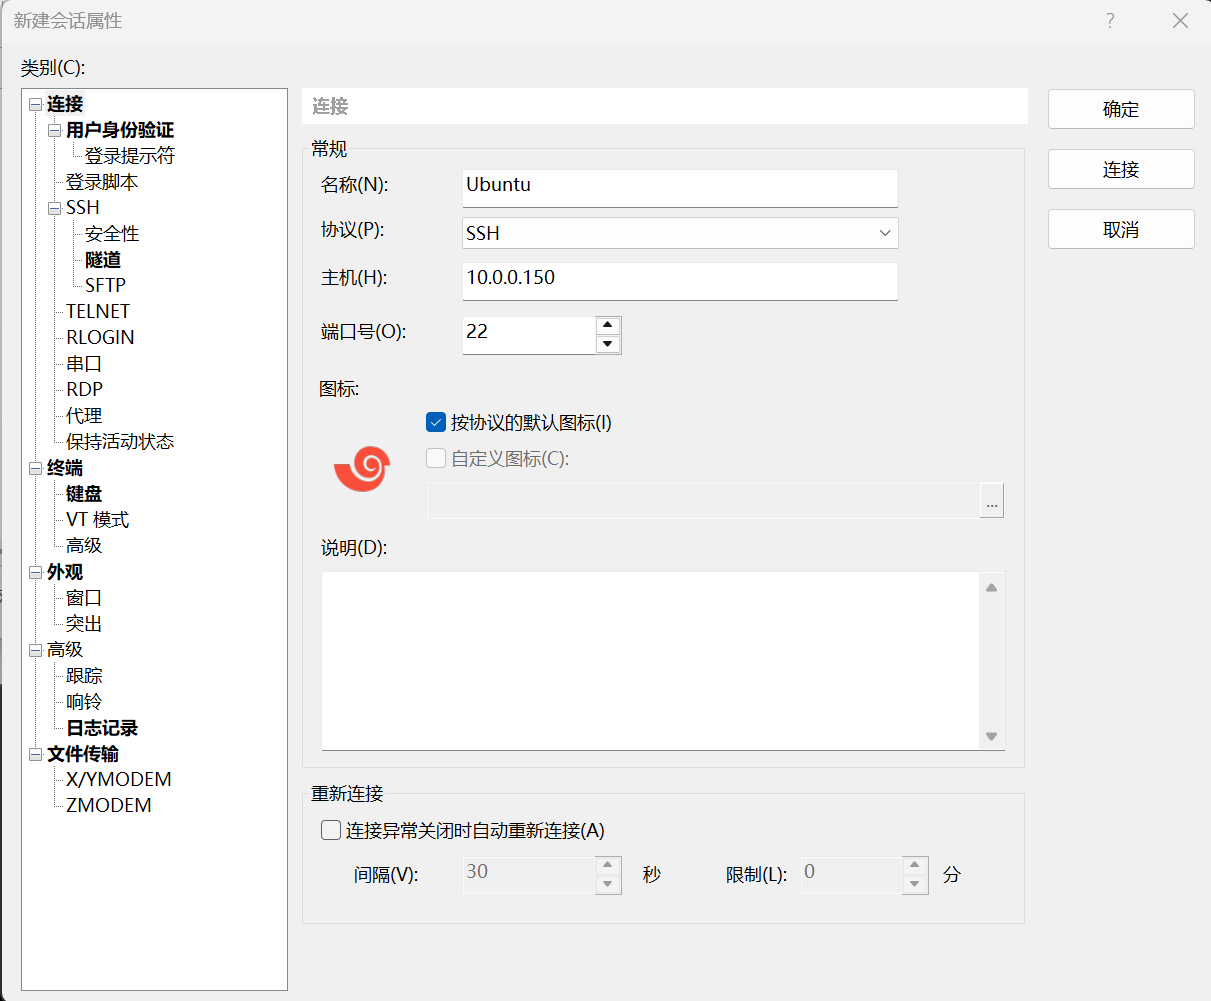 新建会话属性
类别(C):
连接
用户身份验证
登录提示符
登录脚本
SSH
安全性
隧道
SFTP
TELNET
RLOGIN
串口
RDP
代理
保持活动状态
终端
键盘
VT 模式
高级
外观
窗口
突出
高级
跟踪
响铃
日志记录
文件传输
X/YMODEM
ZMODEM
连接
常规
名称(N): Ubuntu
协议(P): SSH
主机(H): 10.0.0.150
端口号(O): 22
图标:
按协议的默认图标(I)
自定义图标(C):
...
说明(D):
重新连接
连接异常关闭时自动重新连接(A)
间隔(V): 30 秒 限制(L): 0 分
确定
连接
取消